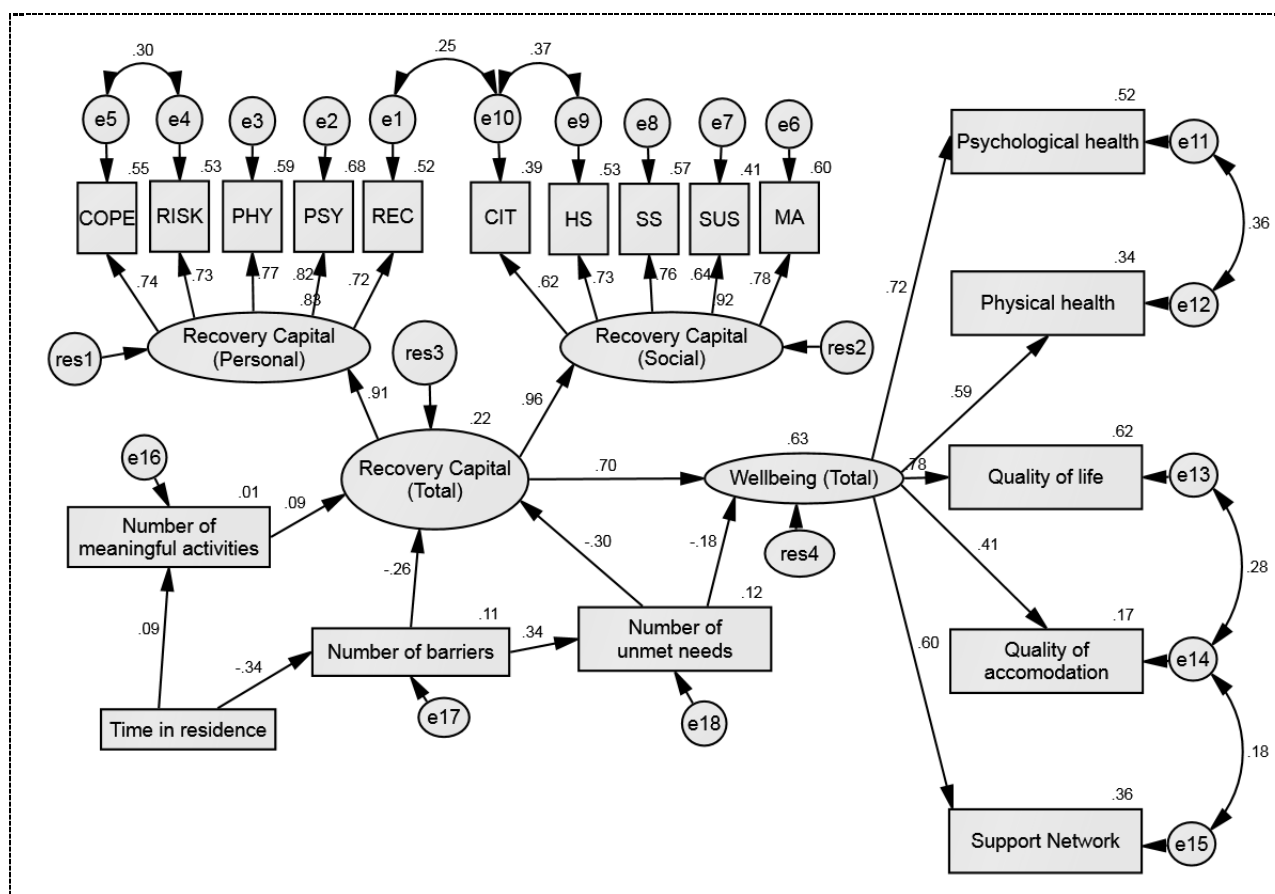 .30
.25
.37
e5
e4
e3
e2
e1
e10
e9
e8
e7
e6
.55
.53
.59
.68
.52
.39
.53
.57
.41
.60
COPE
RISK
PHY
PSY
REC
CIT
HS
SS
SUS
MA
.74
.73
.77
.82
.72
.62
.73
.76
.64
.78
.83
.92
res1
Recovery Capital
(Personal)
res3
Recovery Capital
(Social)
res2
.91
.96
.22
Recovery Capital
(Total)
.70
.63
Wellbeing (Total)
res4
e16
.01
.09
Number of
meaningful activities
.09
-.26
-.30
-.18
.11
Number of barriers
.34
.12
Number of
unmet needs
-.34
e17
e18
Time in residence
.72
.59
.78
.41
.60
.52
Psychological health
e11
.36
.34
Physical health
e12
.62
Quality of life
e13
.28
.17
Quality of
accomodation
e14
.18
.36
Support Network
e15